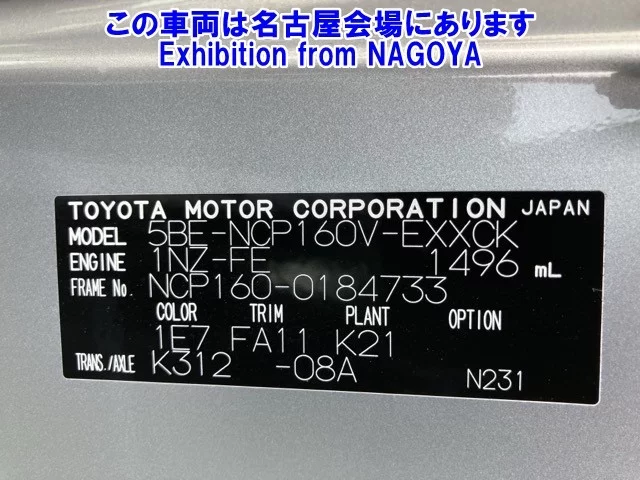 この車両は名古屋会場にあります
Exhibition from NAGOYA
TOYOTA MOTOR CORPORATION JAPAN
MODEL 5BE-NCP160V-EXXCK
ENGINE 1NZ-FE 1496 mL
FRAME No. NCP160-0184733
COLOR TRIM PLANT OPTION
1E7 FA11 K21
TRANS./AXLE K312 -08A N231